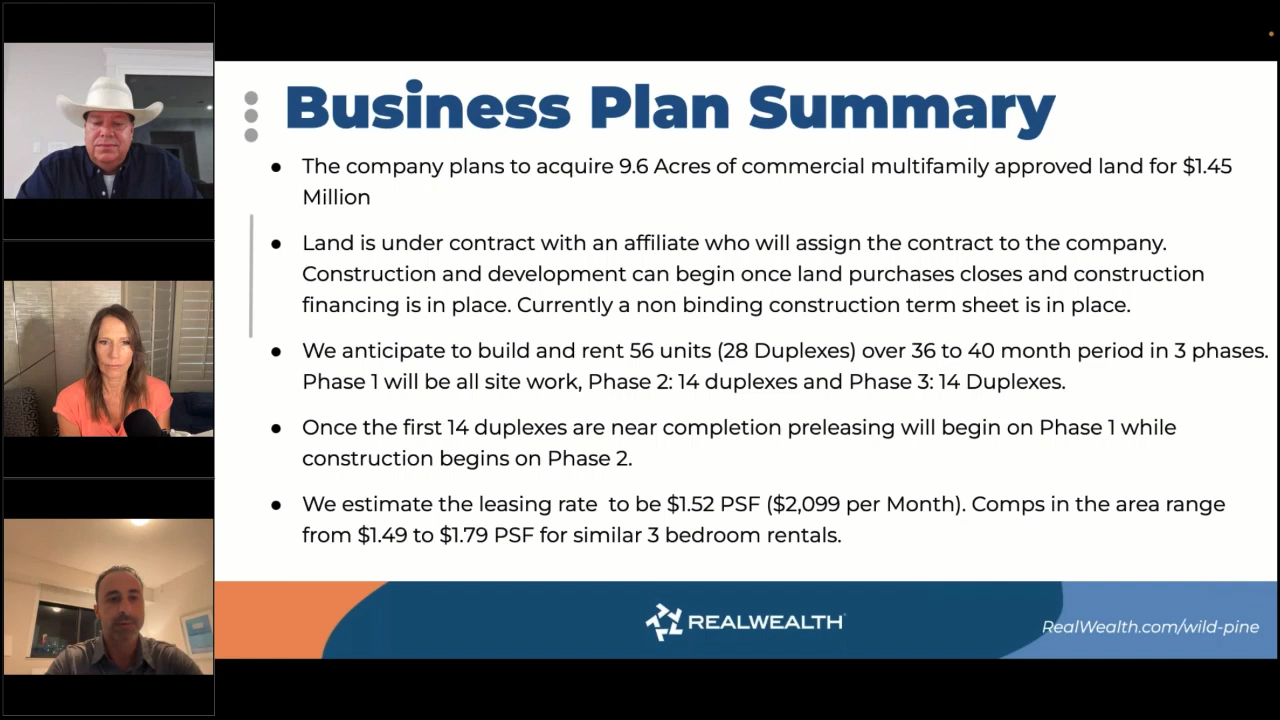 Business Plan Summary
● The company plans to acquire 9.6 Acres of commercial multifamily approved land for $1.45
Million
● Land is under contract with an affiliate who will assign the contract to the company.
Construction and development can begin once land purchases closes and construction
financing is in place. Currently a non binding construction term sheet is in place.
● We anticipate to build and rent 56 units (28 Duplexes) over 36 to 40 month period in 3 phases.
Phase 1 will be all site work, Phase 2: 14 duplexes and Phase 3: 14 Duplexes.
● Once the first 14 duplexes are near completion preleasing will begin on Phase 1 while
construction begins on Phase 2.
● We estimate the leasing rate  to be $1.52 PSF ($2,099 per Month). Comps in the area range
from $1.49 to $1.79 PSF for similar 3 bedroom rentals.
REALWEALTH
RealWealth.com/wild-pine